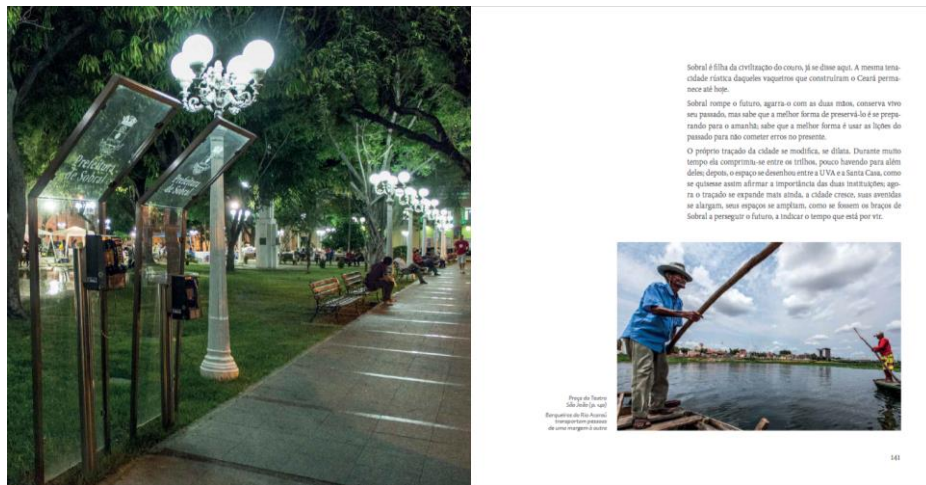 Prefeitura
de Sobral
Prefeitura
de Sobral
Sobral é filha da civilização do couro, já se disse aqui. A mesma tena-
cidade rústica daqueles vaqueiros que construíram o Ceará perma-
nece até hoje.
Sobral rompe o futuro, agarra-o com as duas mãos, conserva vivo
seu passado, mas sabe que a melhor forma de preservá-lo é se prepa-
rando para o amanhã; sabe que a melhor forma é usar as lições do
passado para não cometer erros no presente.
O próprio traçado da cidade se modifica, se dilata. Durante muito
tempo ela comprimiu-se entre os trilhos, pouco havendo para além
deles; depois, o espaço se desenhou entre a UVA e a Santa Casa, como
se quisesse assim afirmar a importância das duas instituições; ago-
ra o traçado se expande mais ainda, a cidade cresce, suas avenidas
se alargam, seus espaços se ampliam, como se fossem os braços de
Sobral a perseguir o futuro, a indicar o tempo que está por vir.
Praça do Teatro
São João (p. 142)
Barqueiros do Rio Acaraú
transportam pessoas
de uma margem à outra
143